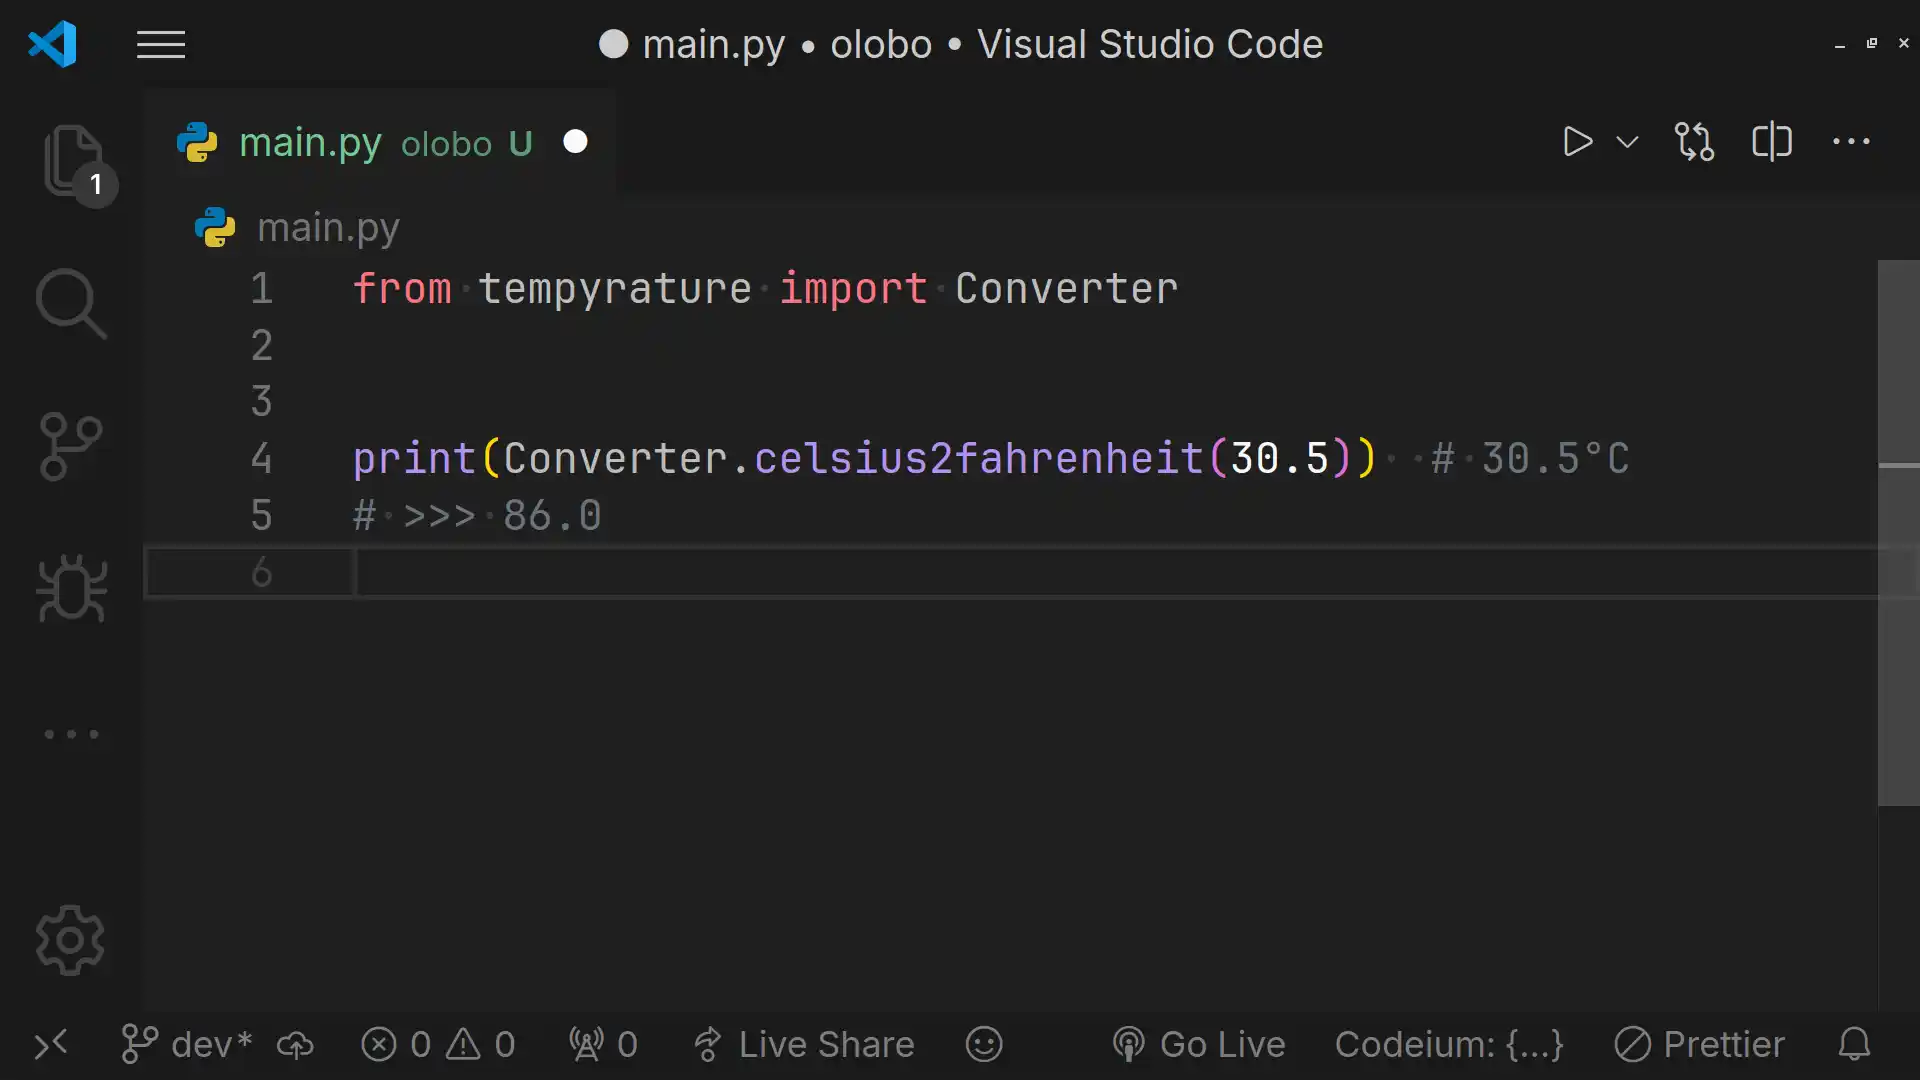 main.py • olobo • Visual Studio Code
main.py olobo U
1
main.py
1 from tempyrature import Converter
2
3
4 print(Converter.celsius2fahrenheit(30.5))  # 30.5°C
5 # >>> 86.0
6
dev* 0 0 0 Live Share Go Live Codeium: {...} Prettier